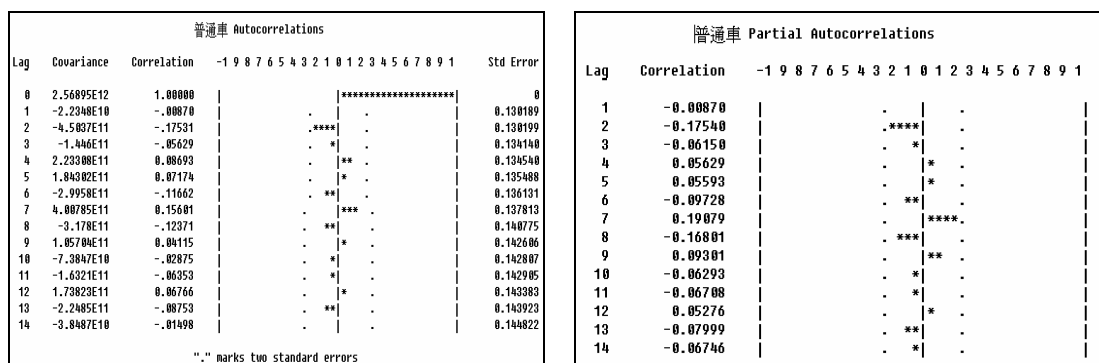 普通車 Autocorrelations
Lag Covariance Correlation -1 9 8 7 6 5 4 3 2 1 0 1 2 3 4 5 6 7 8 9 1 Std Error
0 2.56895E12 1.00000 | |********************| 0
1 -2.2348E10 -.00870 | . | . | 0.130189
2 -4.5037E11 -.17531 | .****| . | 0.130199
3 -1.446E11 -.05629 | . *| . | 0.134140
4 2.23308E11 0.08693 | . |** . | 0.134540
5 1.84302E11 0.07174 | . |* . | 0.135488
6 -2.9958E11 -.11662 | . **| . | 0.136131
7 4.00785E11 0.15601 | . |*** . | 0.137813
8 -3.178E11 -.12371 | . **| . | 0.140775
9 1.05704E11 0.04115 | . |* . | 0.142606
10 -7.3847E10 -.02875 | . *| . | 0.142807
11 -1.6321E11 -.06353 | . *| . | 0.142905
12 1.73823E11 0.06766 | . |* . | 0.143383
13 -2.2485E11 -.08753 | . **| . | 0.143923
14 -3.8487E10 -.01498 | . | . | 0.144822
"." marks two standard errors
普通車 Partial Autocorrelations
Lag Correlation -1 9 8 7 6 5 4 3 2 1 0 1 2 3 4 5 6 7 8 9 1
1 -0.00870 | . | . |
2 -0.17540 | .****| . |
3 -0.06150 | . *| . |
4 0.05629 | . |* . |
5 0.05593 | . |* . |
6 -0.09728 | . **| . |
7 0.19079 | . |****. |
8 -0.16801 | . ***| . |
9 0.09301 | . |** . |
10 -0.06293 | . *| . |
11 -0.06708 | . *| . |
12 0.05276 | . |* . |
13 -0.07999 | . **| . |
14 -0.06746 | . *| . |